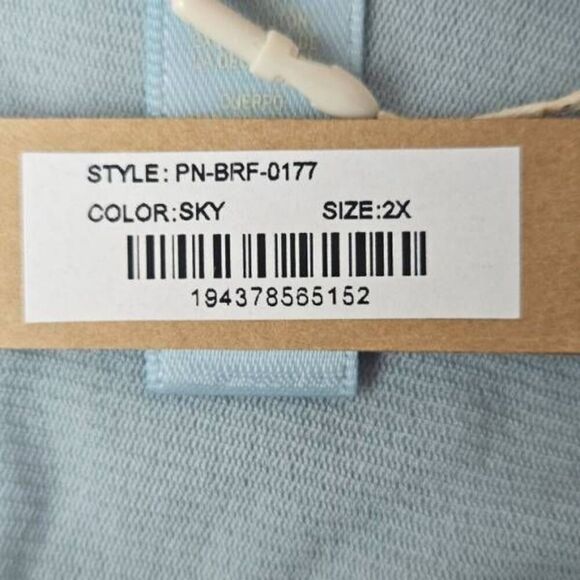 CUERPO
STYLE: PN-BRF-0177
COLOR:SKY SIZE:2X
194378565152